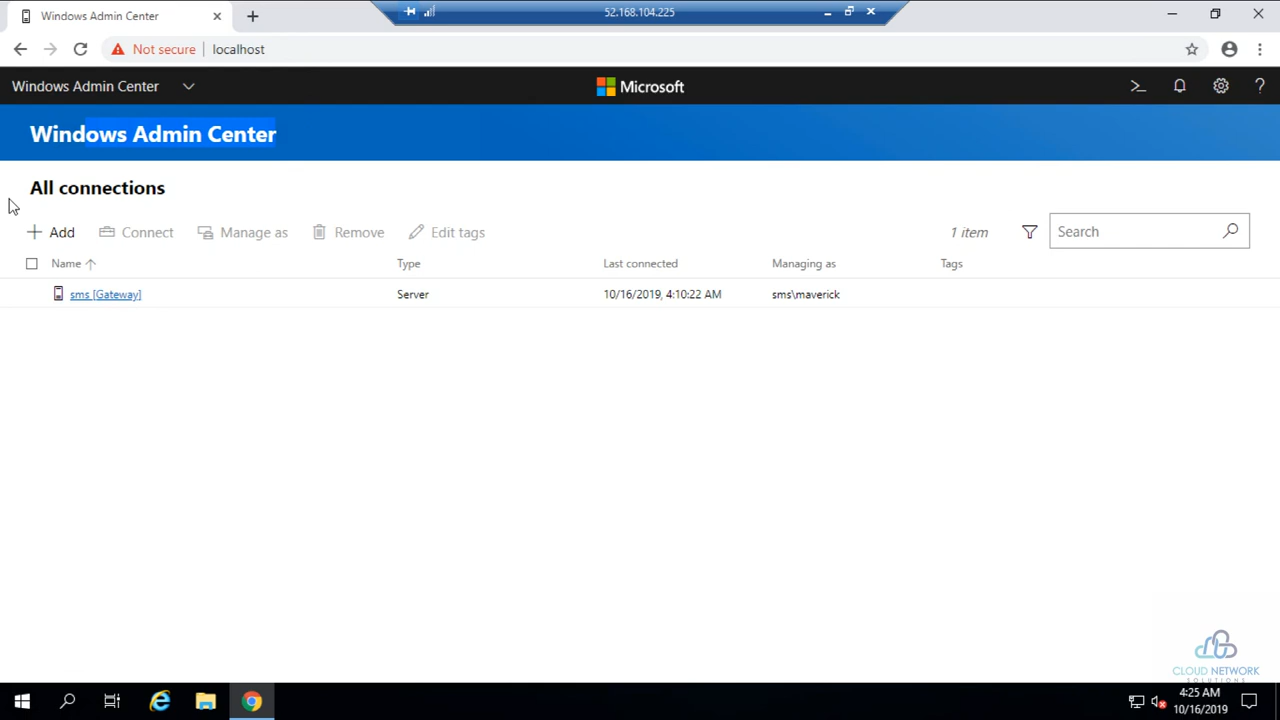 Windows Admin Center
52.168.104.225
Not secure
localhost
Windows Admin Center
Microsoft
Windows Admin Center
All connections
Add
Connect
Manage as
Remove
Edit tags
1 item
Search
Name
Type
Last connected
Managing as
Tags
sms [Gateway]
Server
10/16/2019, 4:10:22 AM
sms\maverick
CLOUD NETWORK
SOLUTIONS
4:25 AM
10/16/2019